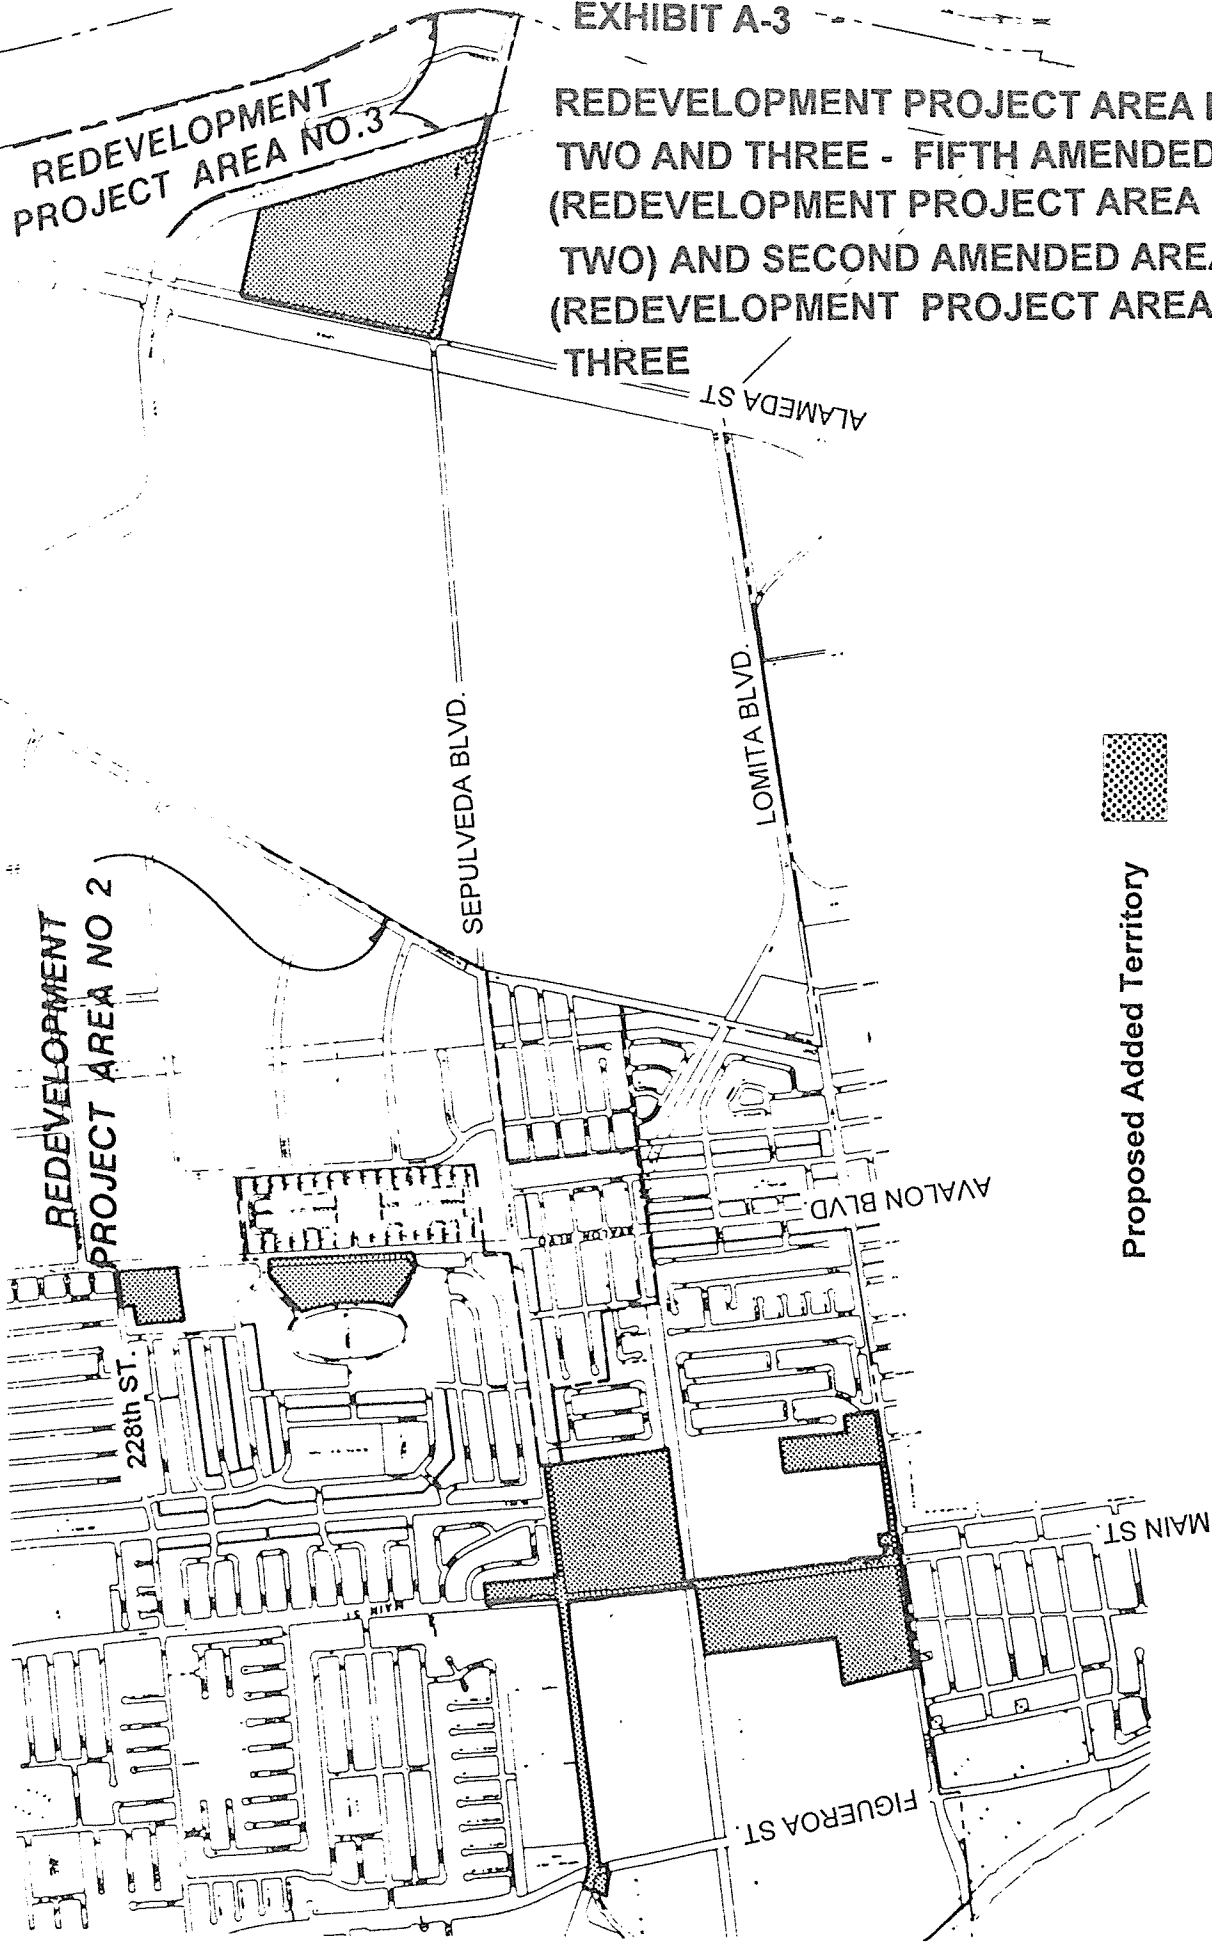 EXHIBIT A-3
REDEVELOPMENT PROJECT AREA
TWO AND THREE - FIFTH AMENDED
(REDEVELOPMENT PROJECT AREA
TWO) AND SECOND AMENDED
(REDEVELOPMENT PROJECT AREA
THREE
REDEVELOPMENT
PROJECT AREA NO.3
ALAMEDA ST
SEPULVEDA BLVD.
LOMITA BLVD.
REDEVELOPMENT
PROJECT AREA NO 2
AVALON BLVD.
AVALON BLVD
228th ST.
MAIN ST
MAIN ST.
FIGUEROA ST.
Proposed Added Territory